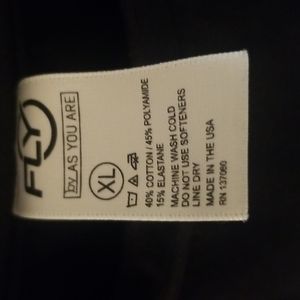 FLY
by AS YOU ARE
XL
40% COTTON / 45% POLYAMIDE
15% ELASTANE
MACHINE WASH COLD
DO NOT USE SOFTENERS
LINE DRY
MADE IN THE USA
RN 137060